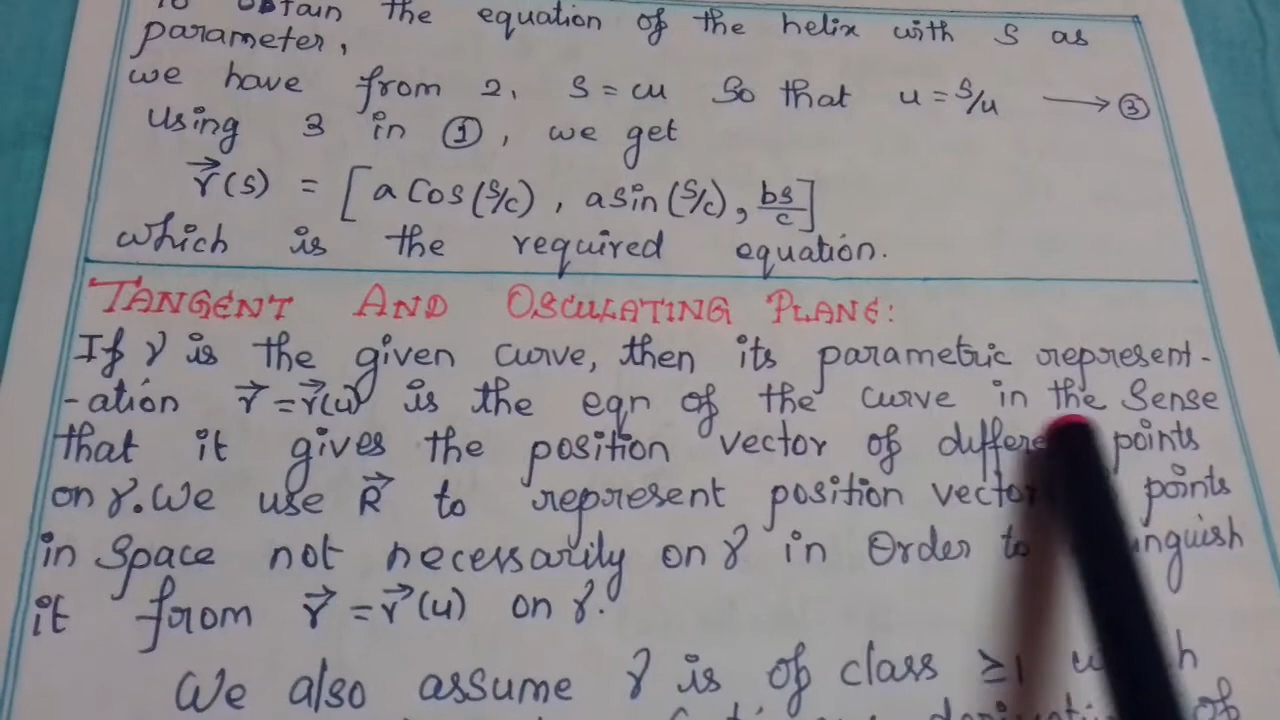 obtain the equation of the helix with s as
parameter,
we have from 2, s = cu so that u = s/u ⟶ ③
Using 3 in ①, we get
r⃗(s) = [a cos(s/c), a sin(s/c), bs/c]
which is the required equation.
TANGENT AND OSCULATING PLANE:
If γ is the given curve, then its parametric represent-
-ation r⃗ = r⃗(u) is the eqn of the curve in the sense
that it gives the position vector of points
on γ. We use R⃗ to represent position points
in space not necessarily on γ in order to
it from r⃗ = r⃗(u) on γ.
We also assume γ is of class ≥1
of